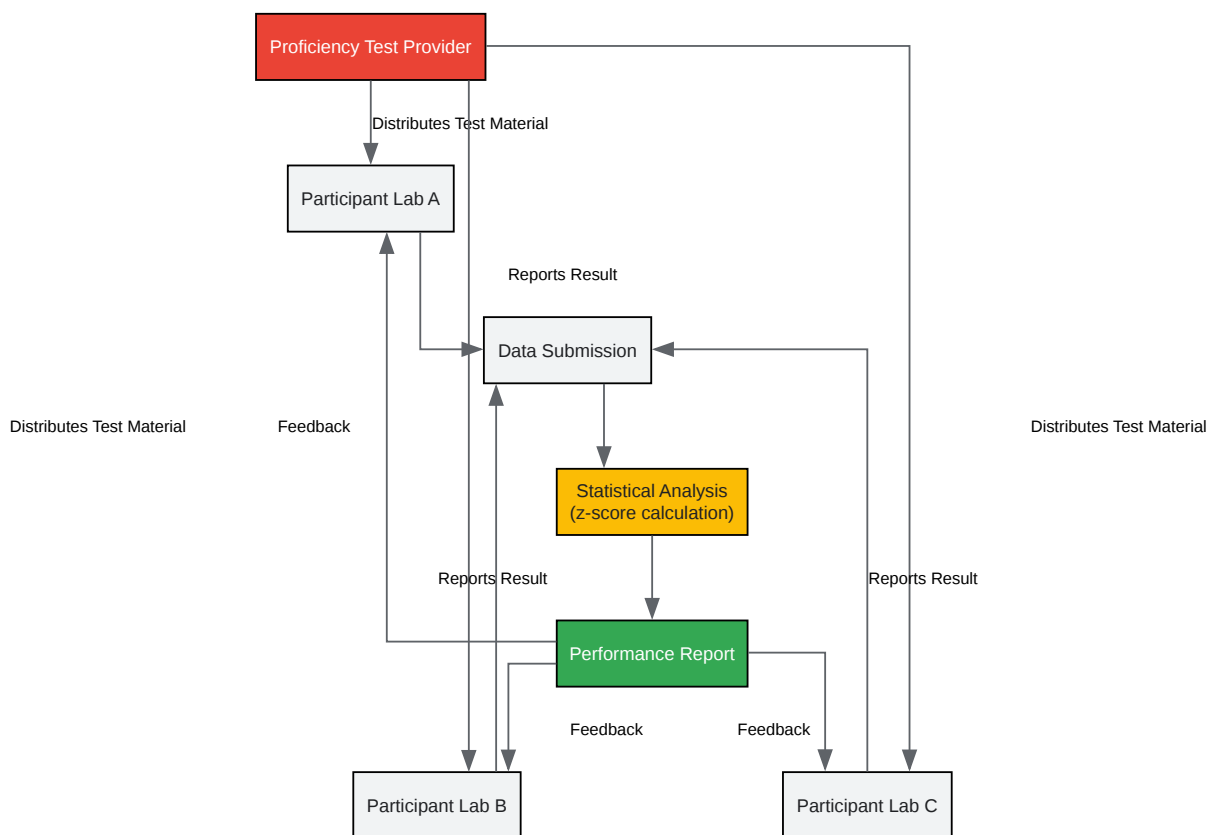 Proficiency Test Provider
Distributes Test Material
Participant Lab A
Reports Result
Data Submission
Distributes Test Material
Feedback
Distributes Test Material
Statistical Analysis
(z-score calculation)
Reports Result
Reports Result
Performance Report
Feedback
Feedback
Participant Lab B
Participant Lab C